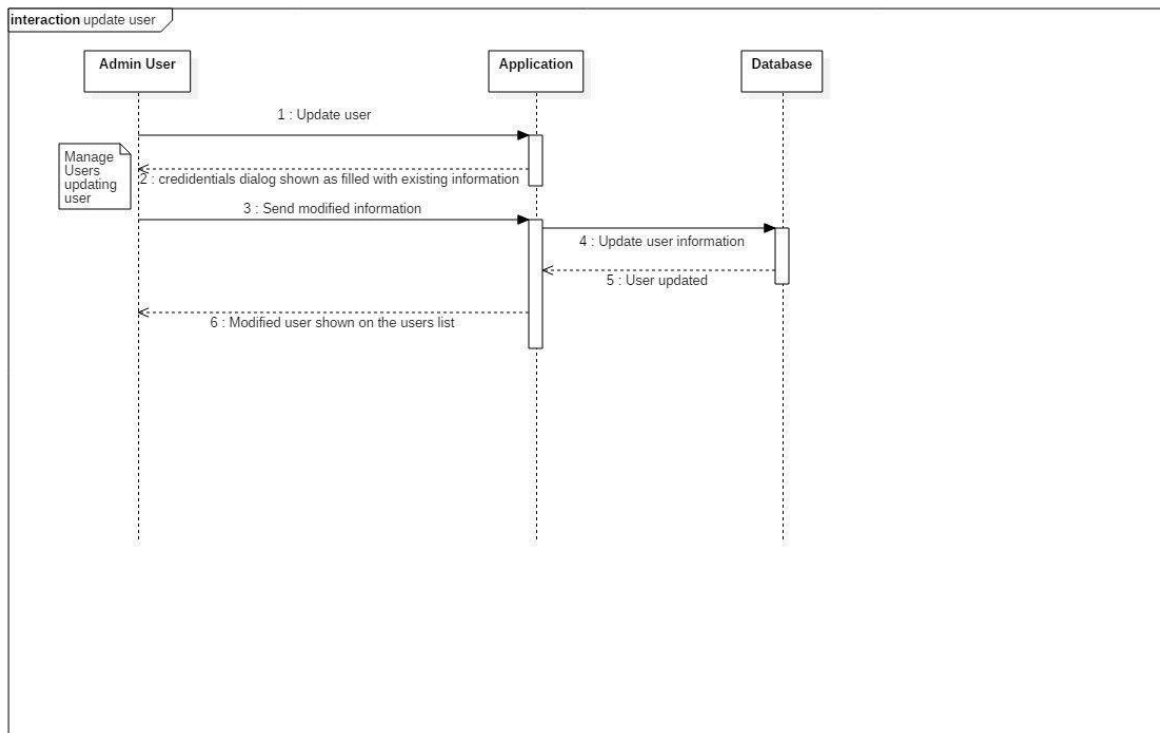 interaction update user
Admin User
Application
Database
1 : Update user
Manage
Users
updating
user
2 : credidentials dialog shown as filled with existing information
3 : Send modified information
4 : Update user information
5 : User updated
6 : Modified user shown on the users list